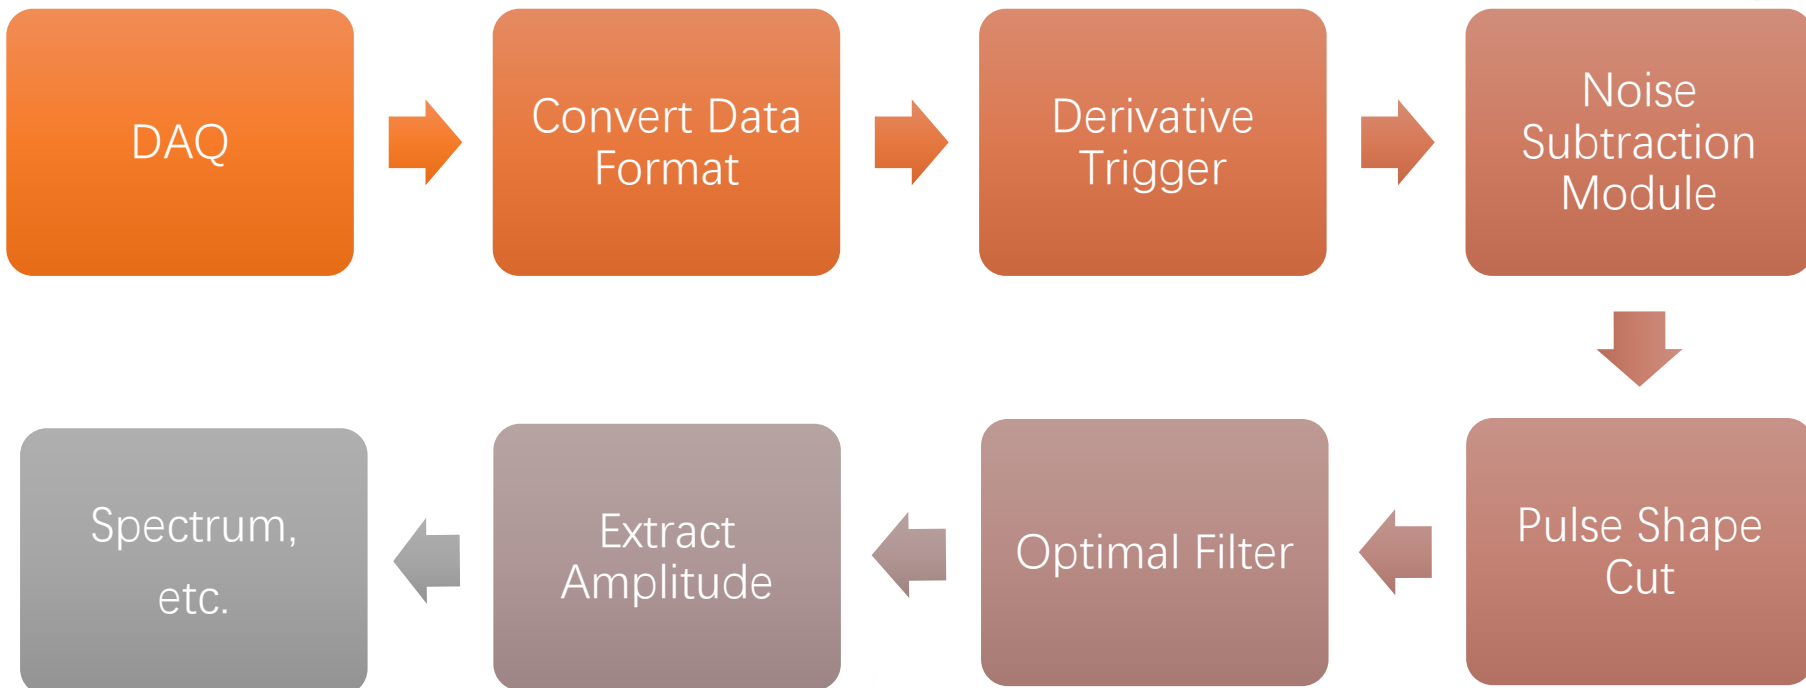 DAQ
Convert Data
Format
Derivative
Trigger
Noise
Subtraction
Module
Pulse Shape
Cut
Optimal Filter
Extract
Amplitude
Spectrum,
etc.